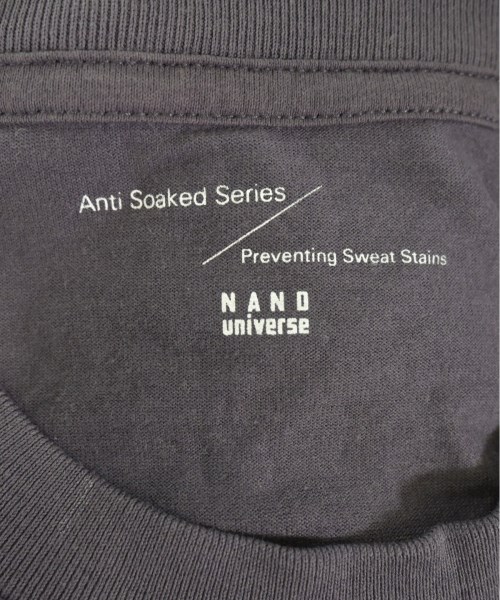 Anti Soaked Series
Preventing Sweat Stains
NANO
universe